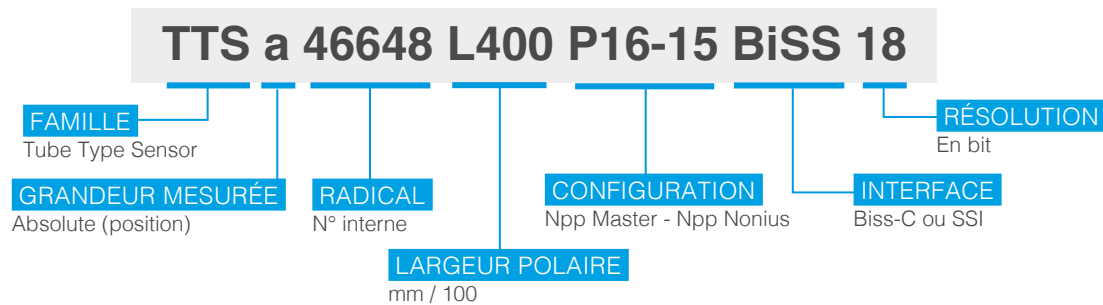 TTS a 46648 L400 P16-15 BiSS 18
FAMILLE
Tube Type Sensor
RÉSOLUTION
En bit
GRANDEUR MESURÉE
Absolute (position)
RADICAL
N° interne
CONFIGURATION
Npp Master - Npp Nonius
INTERFACE
Biss-C ou SSI
LARGEUR POLAIRE
mm / 100